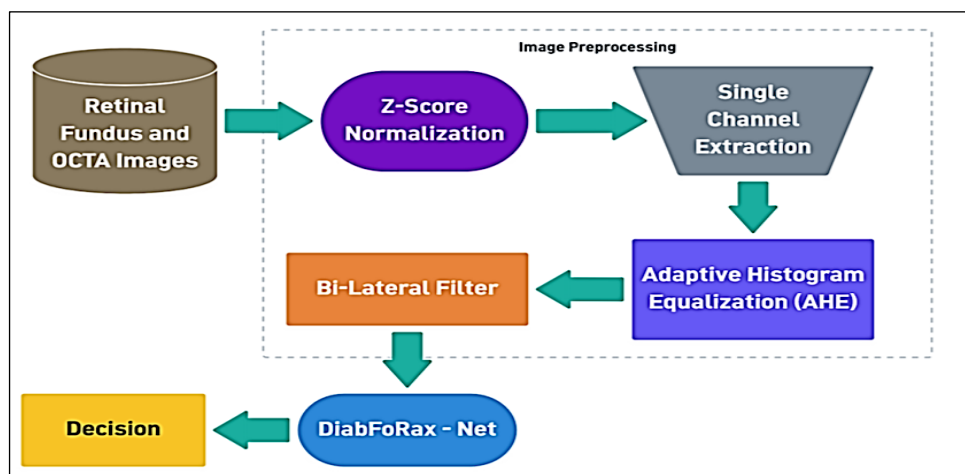 Image Preprocessing
Retinal
Fundus and
OCTA Images
Z-Score
Normalization
Single
Channel
Extraction
Adaptive Histogram
Equalization (AHE)
Bi-Lateral Filter
DiabFoRax - Net
Decision